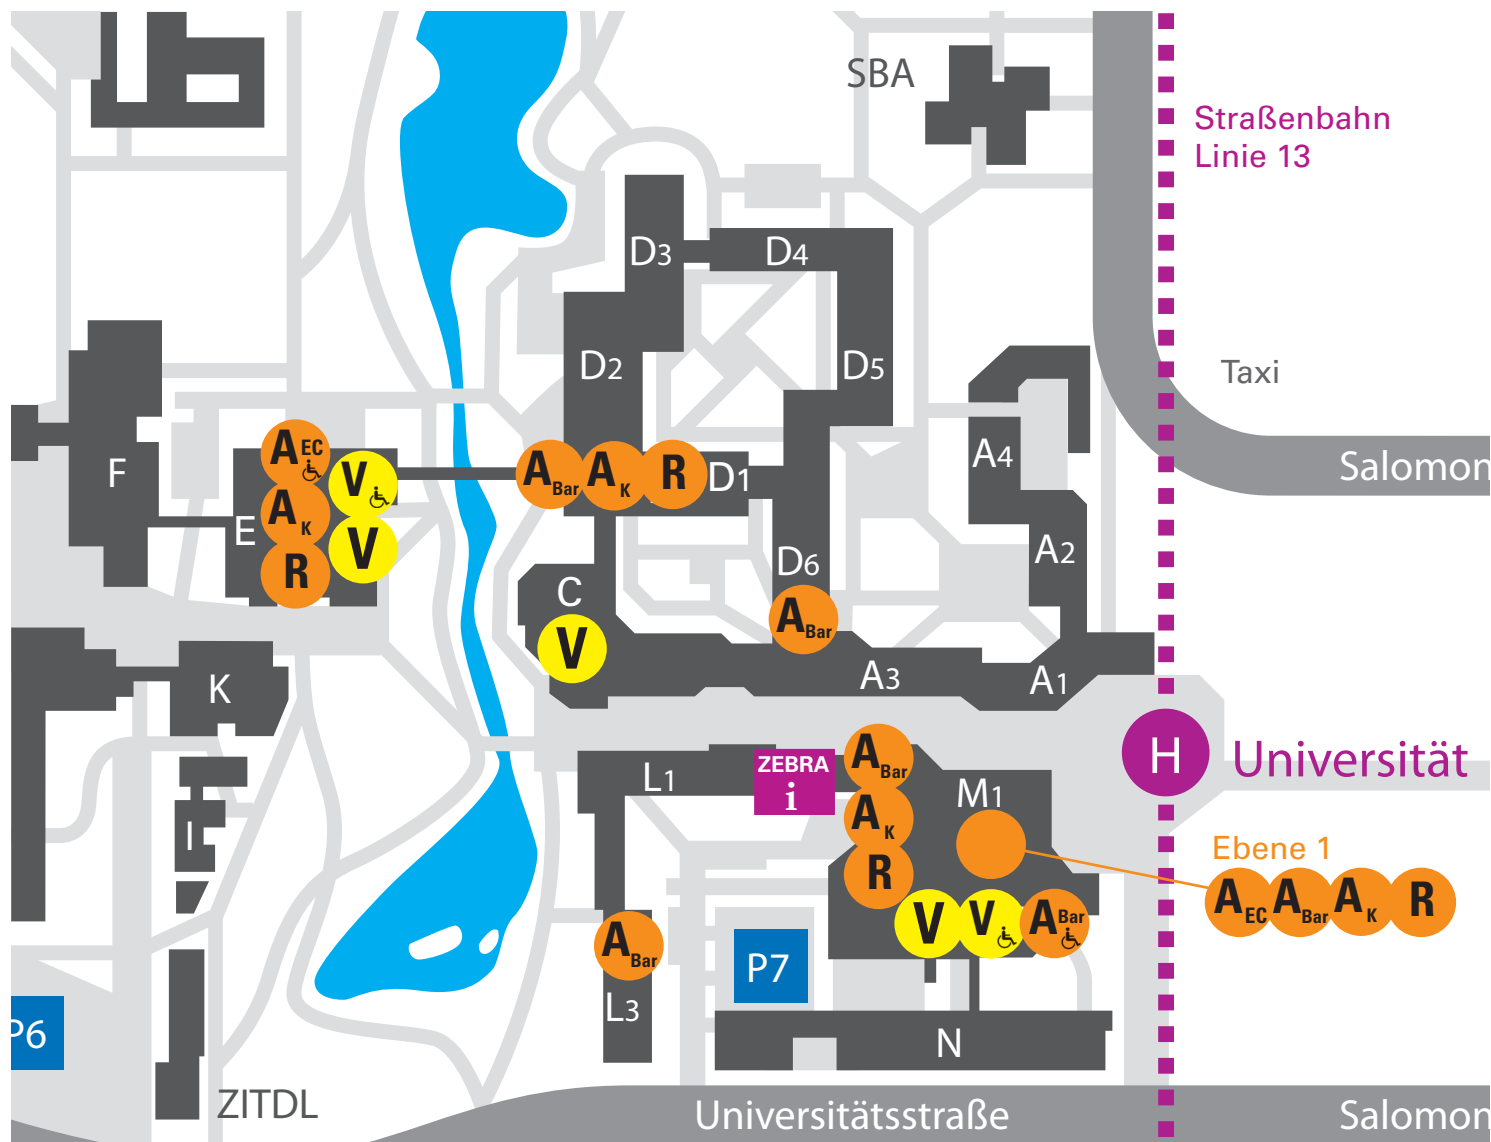 SBA
Straßenbahn
Linie 13
D3
D4
D2
D5
Taxi
A EC
V
F
A Bar
A K
R
D1
A4
Salomon
A K
E
V
R
D6
A2
C
A Bar
V
K
A3
A1
H
Universität
ZEBRA
i
L1
A Bar
M1
A K
I
R
Ebene 1
A EC
A Bar
A K
R
V
V
A Bar
A Bar
P7
L3
P6
N
ZITDL
Universitätsstraße
Salomon